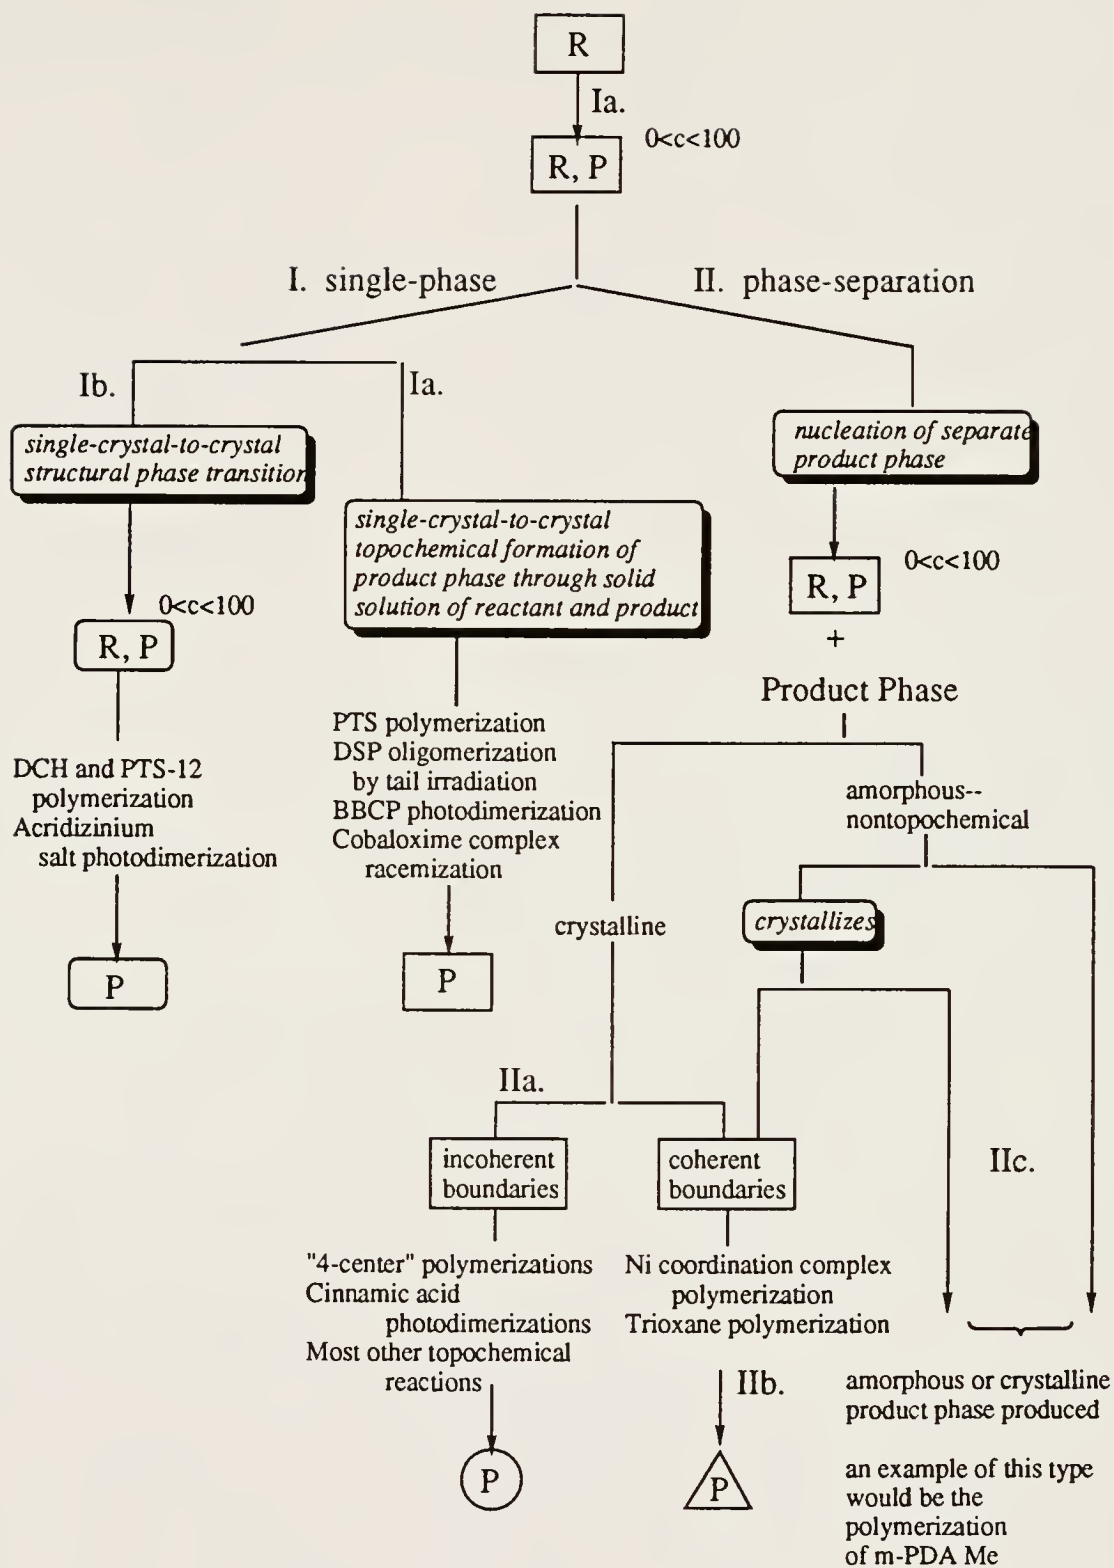 R
Ia.
0<c<100
R, P
I. single-phase
II. phase-separation
Ib.
Ia.
single-crystal-to-crystal
structural phase transition
nucleation of separate
product phase
single-crystal-to-crystal
topochemical formation of
product phase through solid
solution of reactant and product
0<c<100
R, P
0<c<100
R, P
+
Product Phase
DCH and PTS-12
polymerization
Acridizinium
salt photodimerization
P
PTS polymerization
DSP oligomerization
by tail irradiation
BBCP photodimerization
Cobaloxime complex
racemization
P
amorphous--
nontopochemical
crystalline
crystallizes
IIa.
incoherent
boundaries
coherent
boundaries
IIc.
"4-center" polymerizations
Cinnamic acid
photodimerizations
Most other topochemical
reactions
P
Ni coordination complex
polymerization
Trioxane polymerization
IIb.
P
amorphous or crystalline
product phase produced
an example of this type
would be the
polymerization
of m-PDA Me